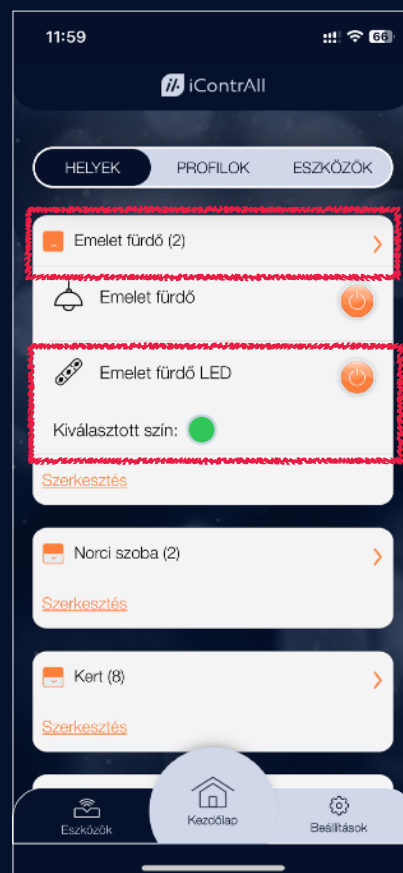 11:59
66
iContrAll
HELYEK PROFILOK ESZKÖZÖK
Emelet fürdő (2)
Emelet fürdő
Emelet fürdő LED
Kiválasztott szín:
Szerkesztés
Norci szoba (2)
Szerkesztés
Kert (8)
Szerkesztés
Eszközök Kezdőlap Beállítások